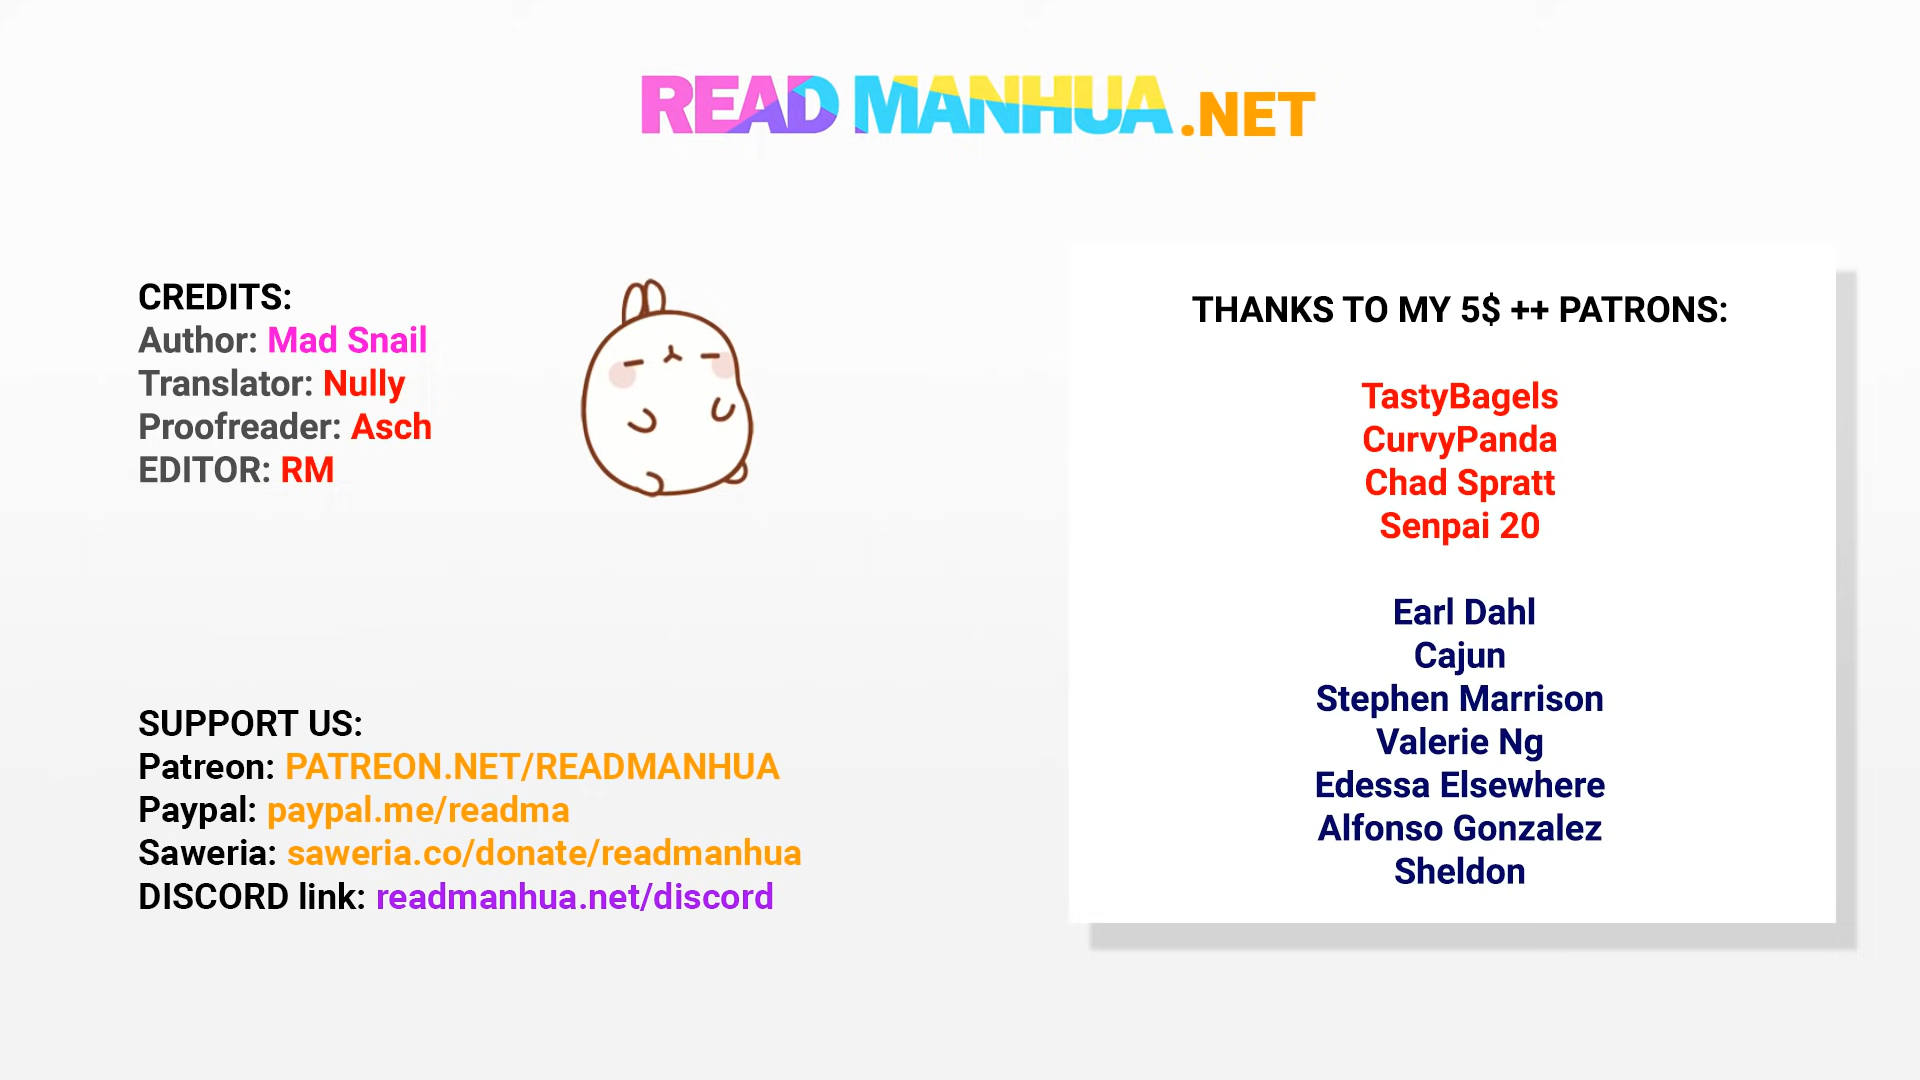 READ MANHUA.NET
CREDITS:
Author: Mad Snail
Translator: Nully
Proofreader: Asch
EDITOR: RM
SUPPORT US:
Patreon: PATREON.NET/READMANHUA
Paypal: paypal.me/readma
Saweria: saweria.co/donate/readmanhua
DISCORD link: readmanhua.net/discord
THANKS TO MY 5$ ++ PATRONS:
TastyBagels
CurvyPanda
Chad Spratt
Senpai 20
Earl Dahl
Cajun
Stephen Marrison
Valerie Ng
Edessa Elsewhere
Alfonso Gonzalez
Sheldon